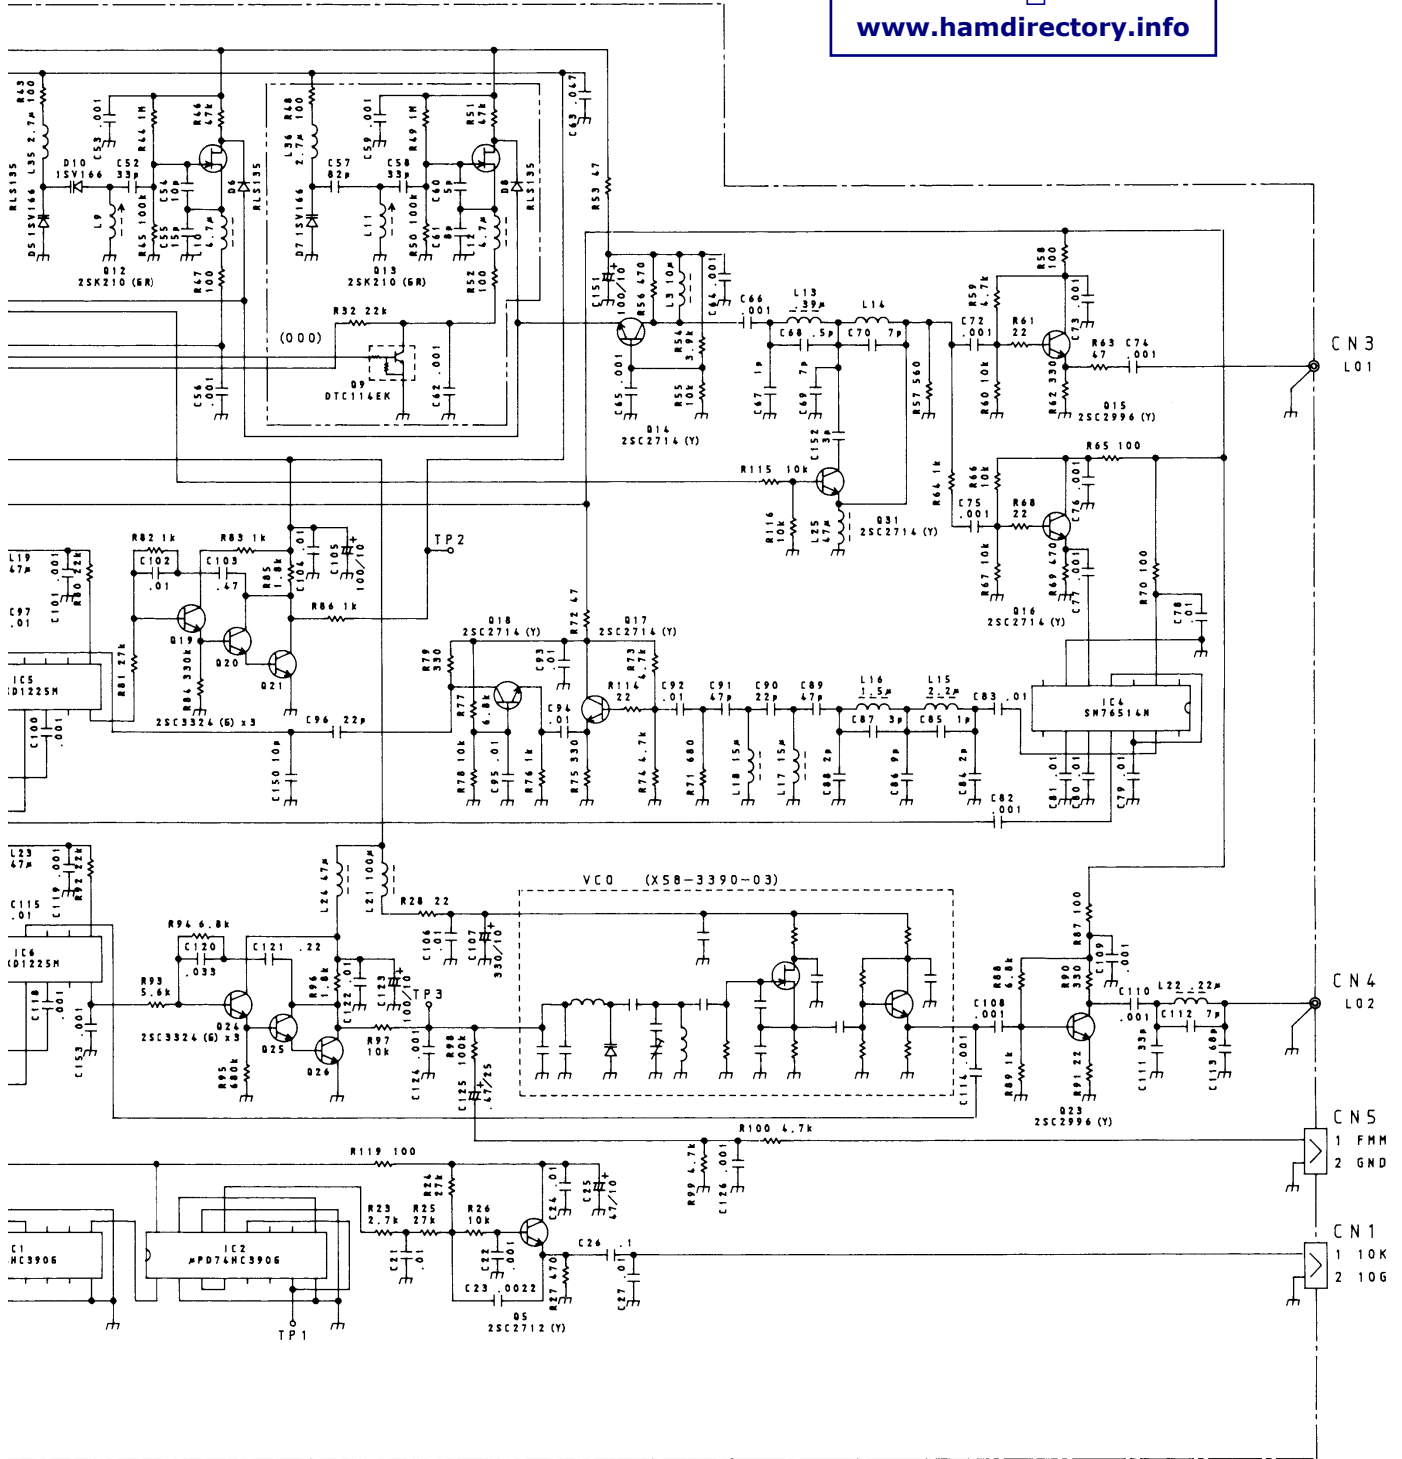 www.hamdirectory.info
R43 100
L35 2.7μ
D10 1SV166
C53 .001
C52 33p
R44 1M
R46 47k
C54 10p
D6
RLS135
RLS135
D5 1SV166
L9
R45 100k
C55 15p
L10 4.7μ
Q12
2SK210 (GR)
R47 100
C56 .001
R48 100
L36 2.7μ
C57 82p
C59 .001
C58 33p
R49 1M
R51 47k
C60 5p
D8
RLS135
D7 1SV166
L11
R50 100k
C61 8p
L12 4.7μ
Q13
2SK210 (GR)
R52 100
R32 22k
(000)
Q9
DTC114EK
C62 .001
C63 .047
R53 47
C151 100/10
R56 470
L3 10μ
C64 .001
R54 3.9k
R55 10k
C65 .001
Q14
2SC2714 (Y)
C66 .001
L13 .39μ
L14
C68 .5p
C70 7p
C67 1p
C69 7p
R57 560
C152 3p
R115 10k
R116 10k
L25 47μ
Q31
2SC2714 (Y)
R58 100
R59 4.7k
C72 .001
R61 22
C73 .001
R63 47
C74 .001
R60 10k
R62 330
Q15
2SC2996 (Y)
CN3
LO1
R65 100
R64 1k
R66 10k
C75 .001
R68 22
C76 .001
R67 10k
R69 470
C77 .001
R70 100
Q16
2SC2714 (Y)
C78 .01
L19 47μ
C101 .001
R80 22k
C97 .01
R82 1k
C102 .01
R83 1k
C103 .47
R85 1.8k
C104 .01
C105 100/10
TP2
R86 1k
Q19
Q20
Q21
R81 27k
R84 330k
2SC3324 (G) x3
IC5
KD1225M
C100 .001
C150 10p
C96 22p
Q18
2SC2714 (Y)
R72 47
Q17
2SC2714 (Y)
R79 330
R77 6.8k
C93 .01
R73 4.7k
R114 22
C94 .01
R78 10k
C95 .01
R76 1k
R75 330
R74 4.7k
C92 .01
C91 47p
C90 22p
C89 47p
L16 1.5μ
L15 2.2μ
C87 3p
C85 1p
C83 .01
R71 680
L18 15μ
L17 15μ
C88 2p
C86 9p
C84 2p
IC4
SN76514N
C81 .01
C80 .01
C79 .01
C82 .001
L23 47μ
C119 .001
R92 22k
C115 .01
L24 47μ
L21 100μ
R28 22
VCO (X58-3390-03)
R94 6.8k
C120 .033
C121 .22
R96 1.8k
C122 .01
C123 100/10
C106 .01
C107 330/10
TP3
IC6
KD1225M
R93 5.6k
C118 .001
C153 .001
Q24
2SC3324 (G) x3
Q25
Q26
R95 680k
R97 10k
C124 .001
R98 100k
C125 .47/25
C114 .001
C108 .001
R87 100
R88 6.8k
R90 330
C109 .001
C110 .001
L22 .22μ
C112 7p
R89 1k
R91 22
C111 33p
C113 68p
Q23
2SC2996 (Y)
CN4
LO2
CN5
1 FMM
2 GND
R100 4.7k
R99 4.7k
C126 .001
R119 100
R24 27k
C24 .01
C25 47/10
R23 2.7k
R25 27k
R26 10k
C21 .01
C22 .001
C23 .0022
R27 470
C26 .1
C27 .01
Q5
2SC2712 (Y)
IC2
μPD74HC390G
TP1
CN1
1 10K
2 10G